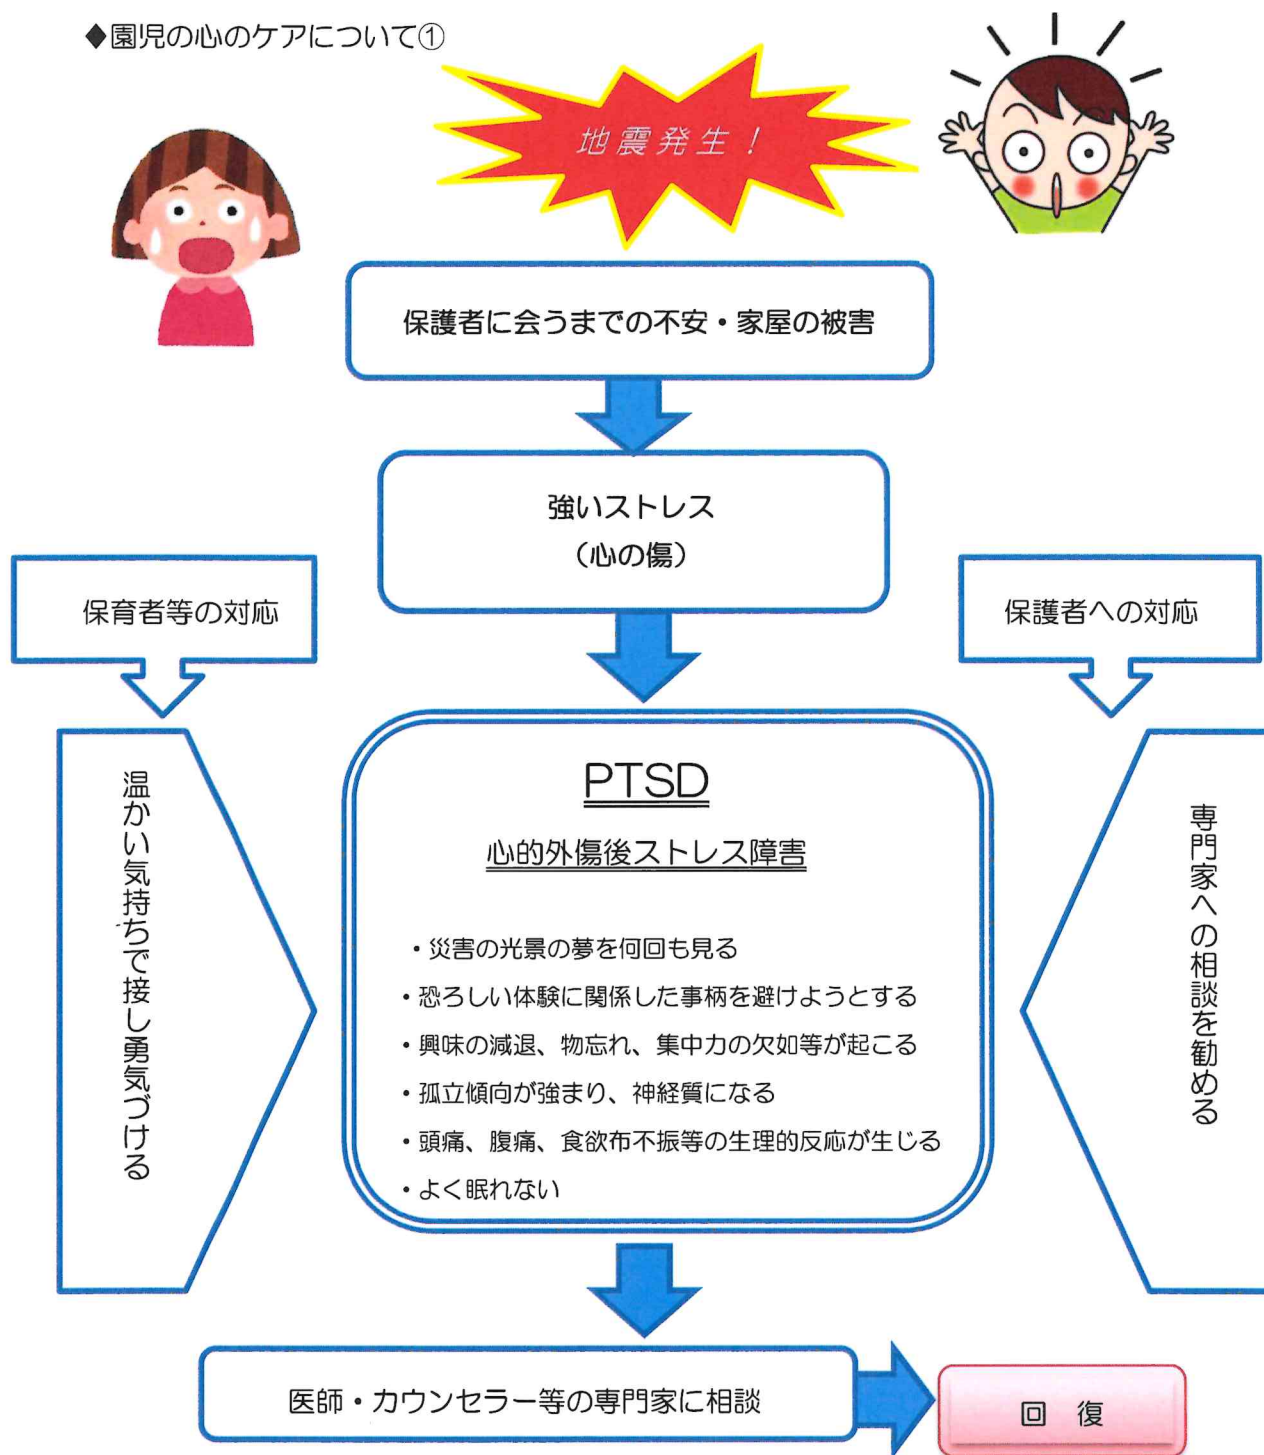 ◆園児の心のケアについて①
地震発生！
保護者に会うまでの不安・家屋の被害
強いストレス
（心の傷）
保育者等の対応
保護者への対応
温かい気持ちで接し勇気づける
PTSD
心的外傷後ストレス障害
・災害の光景の夢を何回も見る
・恐ろしい体験に関係した事柄を避けようとする
・興味の減退、物忘れ、集中力の欠如等が起こる
・孤立傾向が強まり、神経質になる
・頭痛、腹痛、食欲布不振等の生理的反応が生じる
・よく眠れない
専門家への相談を勧める
医師・カウンセラー等の専門家に相談
回　復